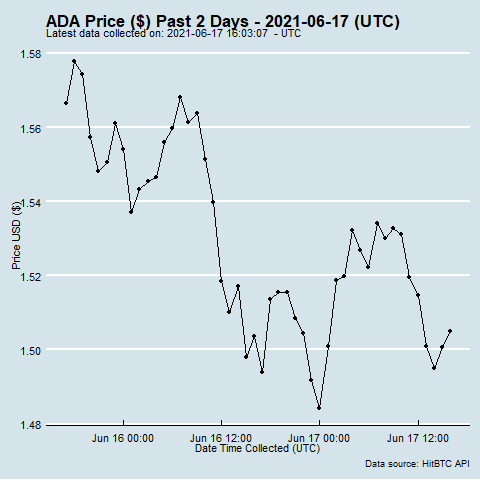 ADA Price ($) Past 2 Days - 2021-06-17 (UTC)
Latest data collected on: 2021-06-17 16:03:07 - UTC
1.58
1.56
1.54
Price USD ($)
1.52
1.50
1.48
Jun 16 00:00 Jun 16 12:00 Jun 17 00:00 Jun 17 12:00
Date Time Collected (UTC)
Data source: HitBTC API